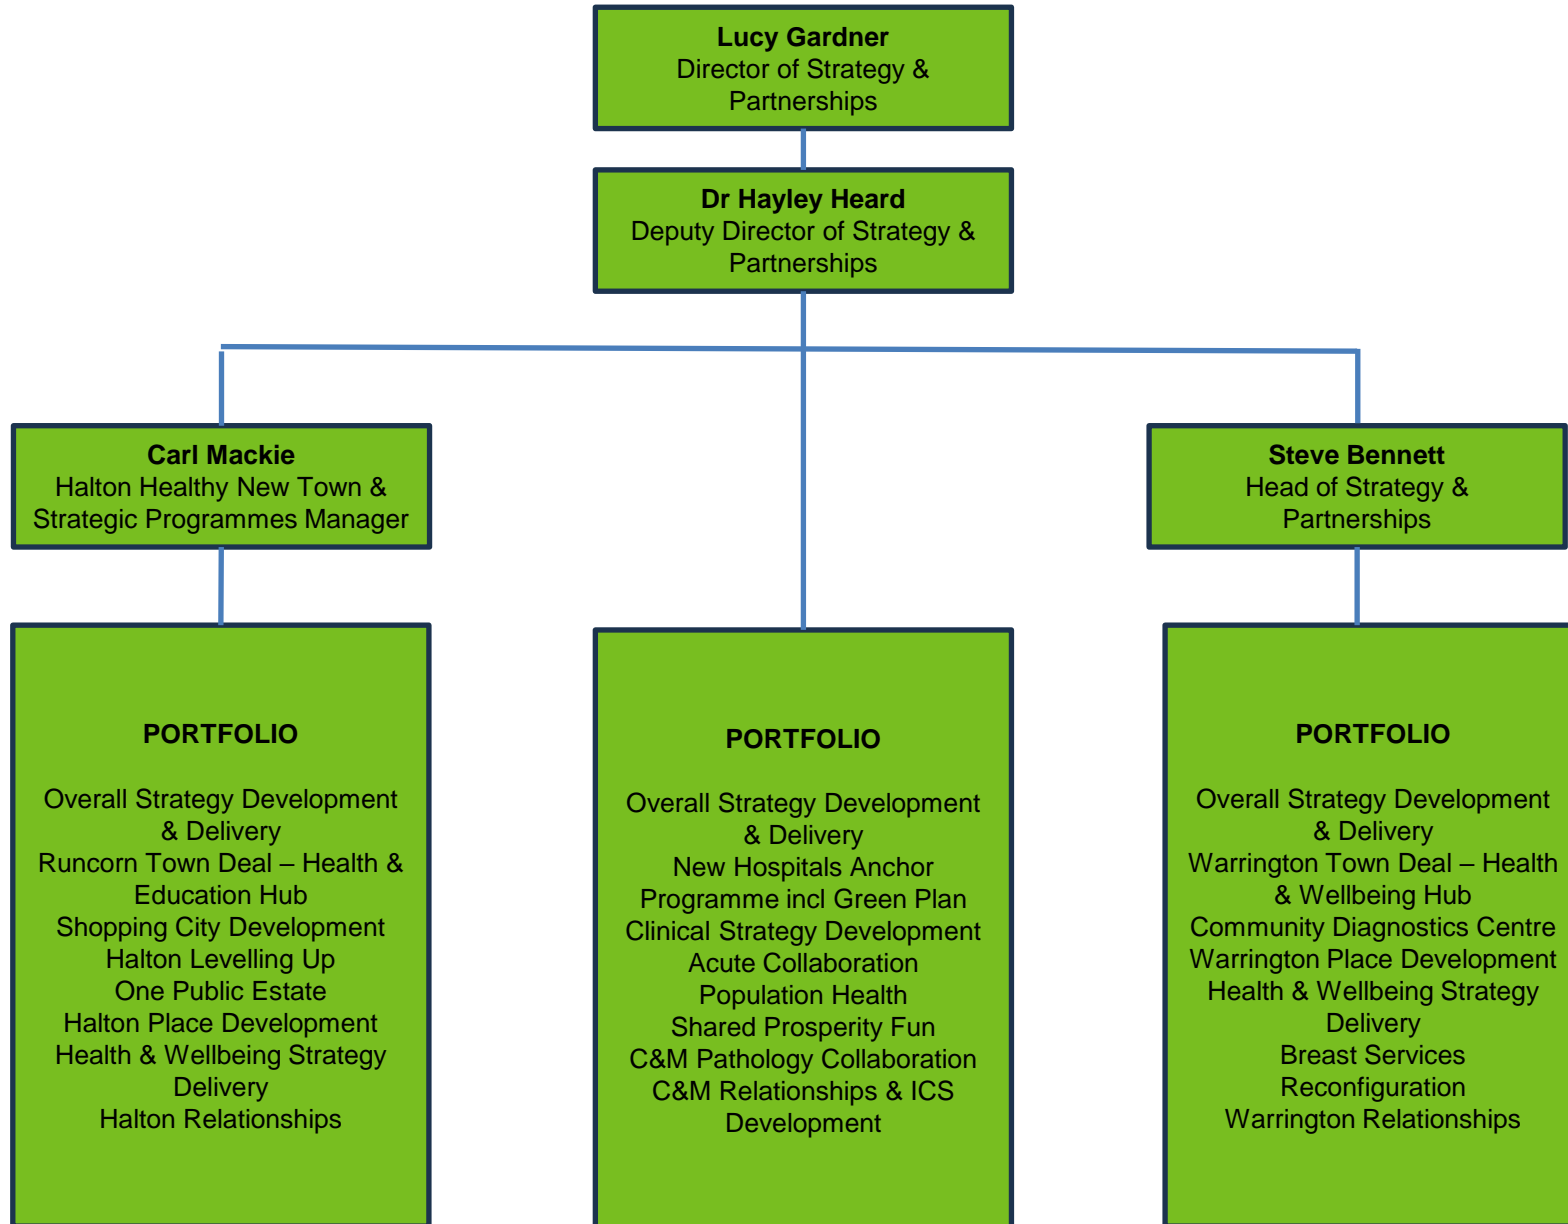 Lucy Gardner
Director of Strategy &
Partnerships
Dr Hayley Heard
Deputy Director of Strategy &
Partnerships
Carl Mackie
Halton Healthy New Town &
Strategic Programmes Manager
Steve Bennett
Head of Strategy &
Partnerships
PORTFOLIO
Overall Strategy Development
& Delivery
Runcorn Town Deal – Health &
Education Hub
Shopping City Development
Halton Levelling Up
One Public Estate
Halton Place Development
Health & Wellbeing Strategy
Delivery
Halton Relationships
PORTFOLIO
Overall Strategy Development
& Delivery
New Hospitals Anchor
Programme incl Green Plan
Clinical Strategy Development
Acute Collaboration
Population Health
Shared Prosperity Fun
C&M Pathology Collaboration
C&M Relationships & ICS
Development
PORTFOLIO
Overall Strategy Development
& Delivery
Warrington Town Deal – Health
& Wellbeing Hub
Community Diagnostics Centre
Warrington Place Development
Health & Wellbeing Strategy
Delivery
Breast Services
Reconfiguration
Warrington Relationships